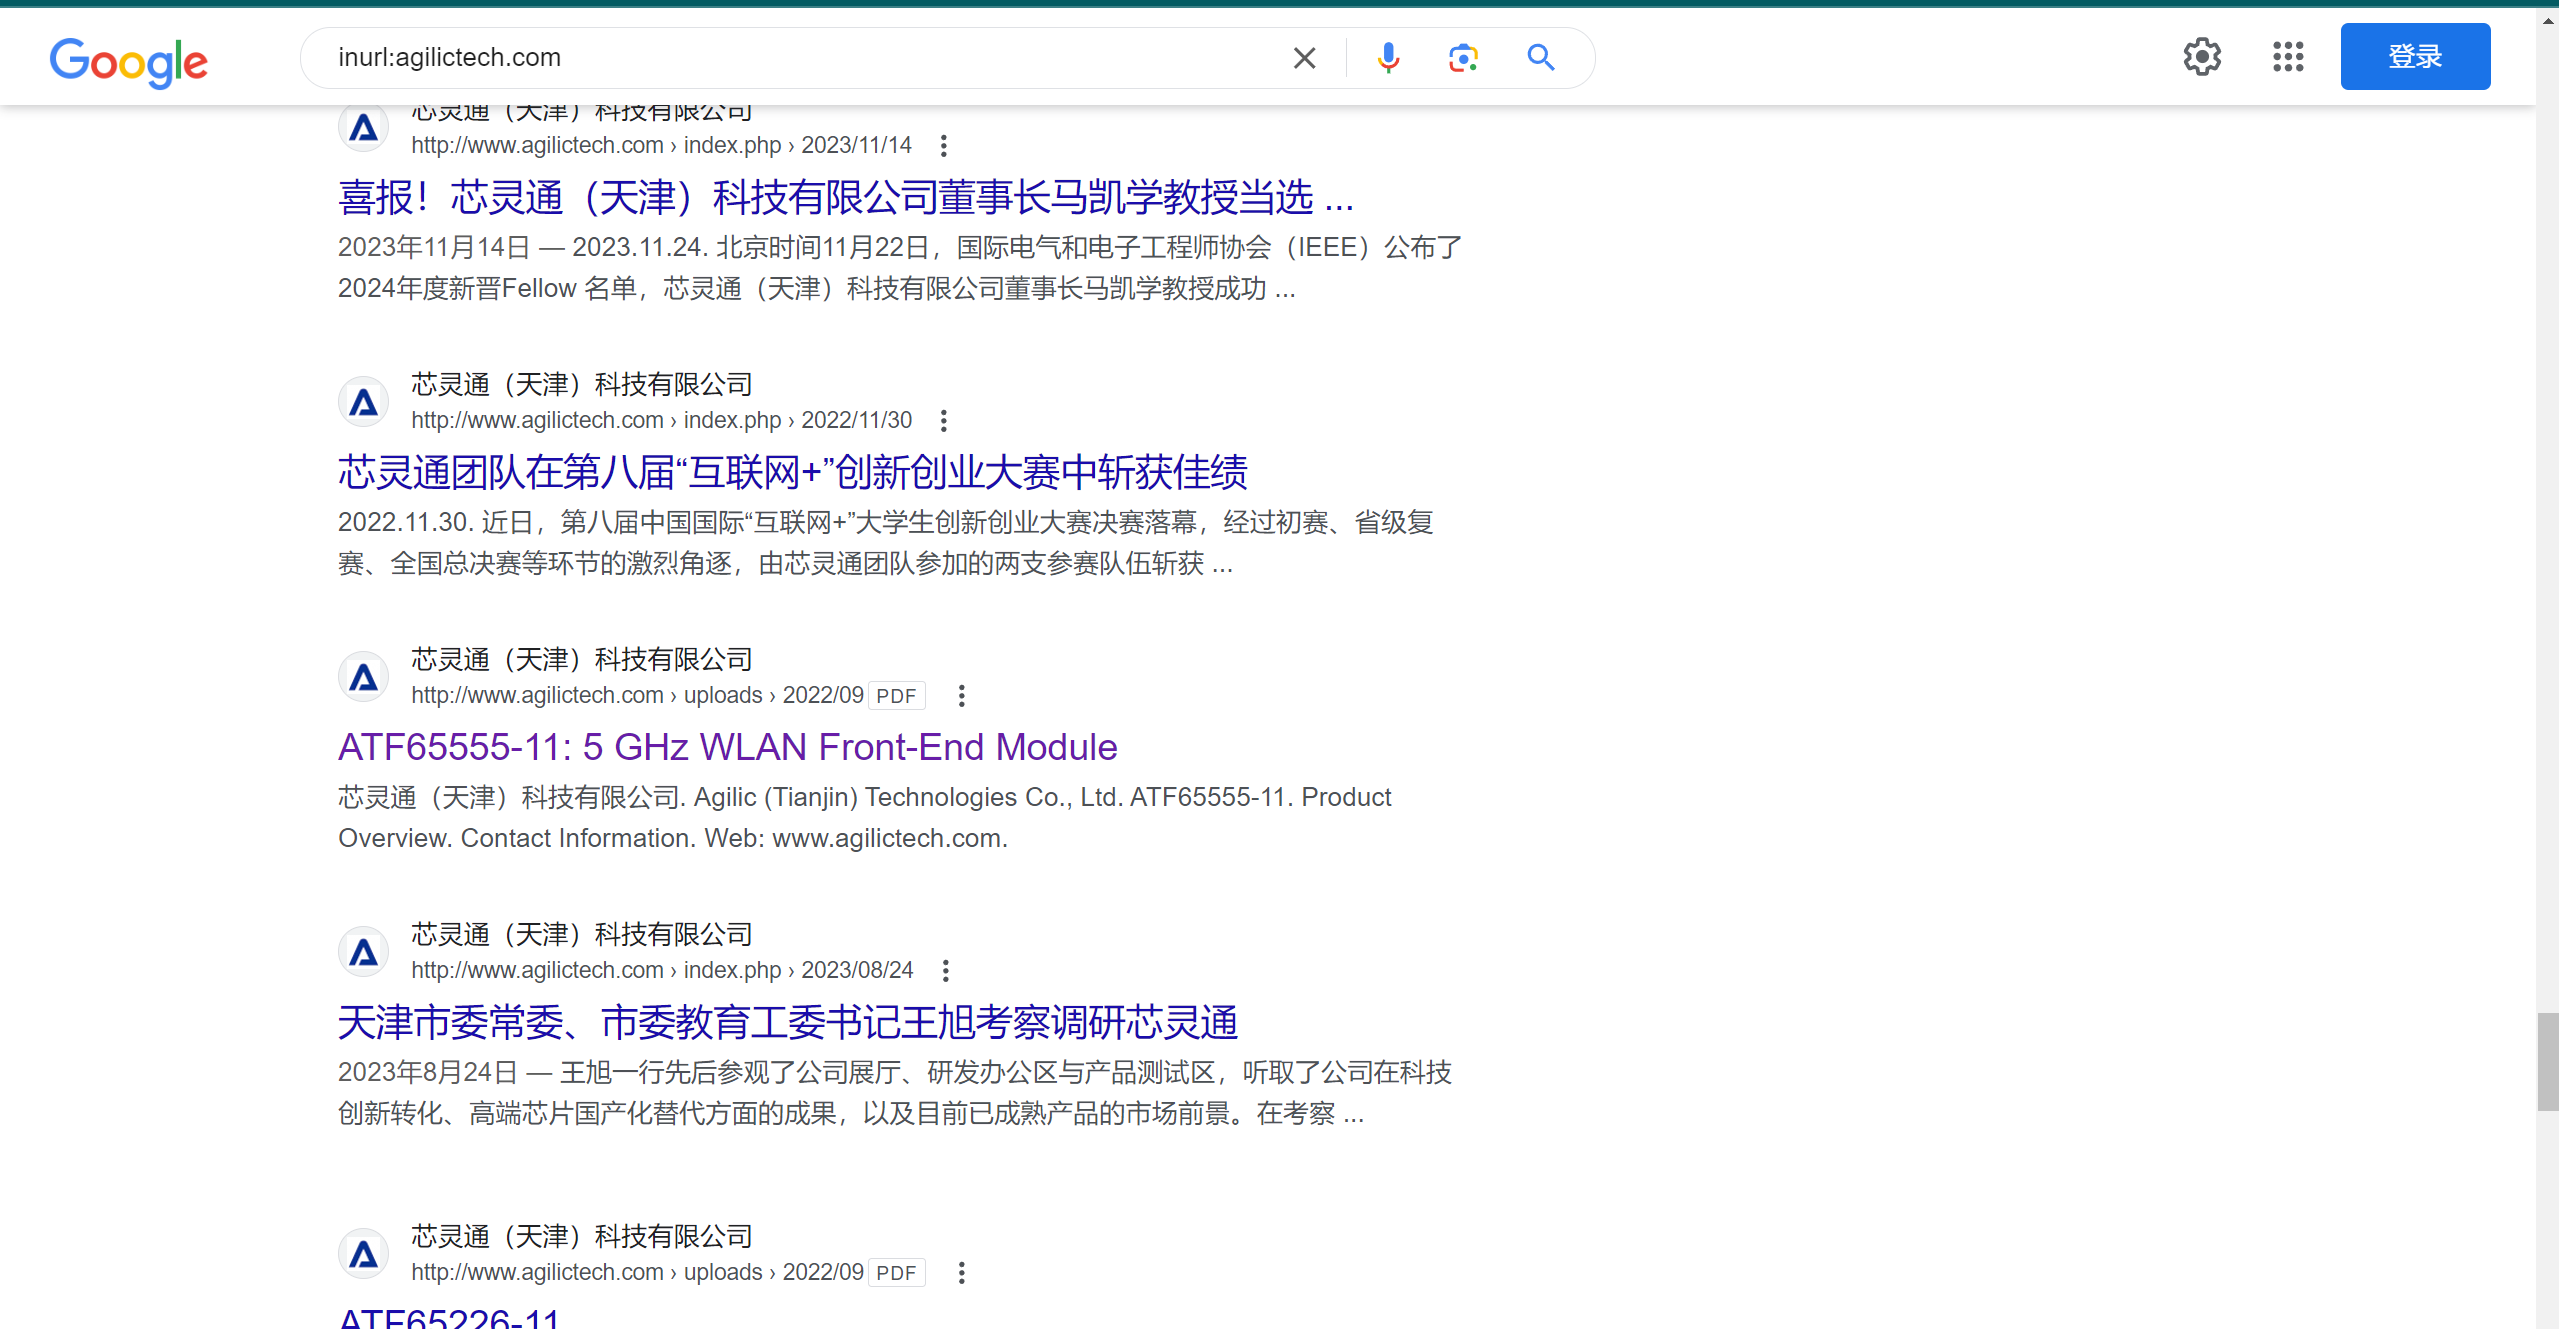 Google
inurl:agilictech.com
登录
芯灵通（天津）科技有限公司
http://www.agilictech.com › index.php › 2023/11/14
喜报！芯灵通（天津）科技有限公司董事长马凯学教授当选 ...
2023年11月14日 — 2023.11.24. 北京时间11月22日，国际电气和电子工程师协会（IEEE）公布了
2024年度新晋Fellow 名单，芯灵通（天津）科技有限公司董事长马凯学教授成功 ...
芯灵通（天津）科技有限公司
http://www.agilictech.com › index.php › 2022/11/30
芯灵通团队在第八届“互联网+”创新创业大赛中斩获佳绩
2022.11.30. 近日，第八届中国国际“互联网+”大学生创新创业大赛决赛落幕，经过初赛、省级复
赛、全国总决赛等环节的激烈角逐，由芯灵通团队参加的两支参赛队伍斩获 ...
芯灵通（天津）科技有限公司
http://www.agilictech.com › uploads › 2022/09 PDF
ATF65555-11: 5 GHz WLAN Front-End Module
芯灵通（天津）科技有限公司. Agilic (Tianjin) Technologies Co., Ltd. ATF65555-11. Product
Overview. Contact Information. Web: www.agilictech.com.
芯灵通（天津）科技有限公司
http://www.agilictech.com › index.php › 2023/08/24
天津市委常委、市委教育工委书记王旭考察调研芯灵通
2023年8月24日 — 王旭一行先后参观了公司展厅、研发办公区与产品测试区，听取了公司在科技
创新转化、高端芯片国产化替代方面的成果，以及目前已成熟产品的市场前景。在考察 ...
芯灵通（天津）科技有限公司
http://www.agilictech.com › uploads › 2022/09 PDF
ATF65226-11